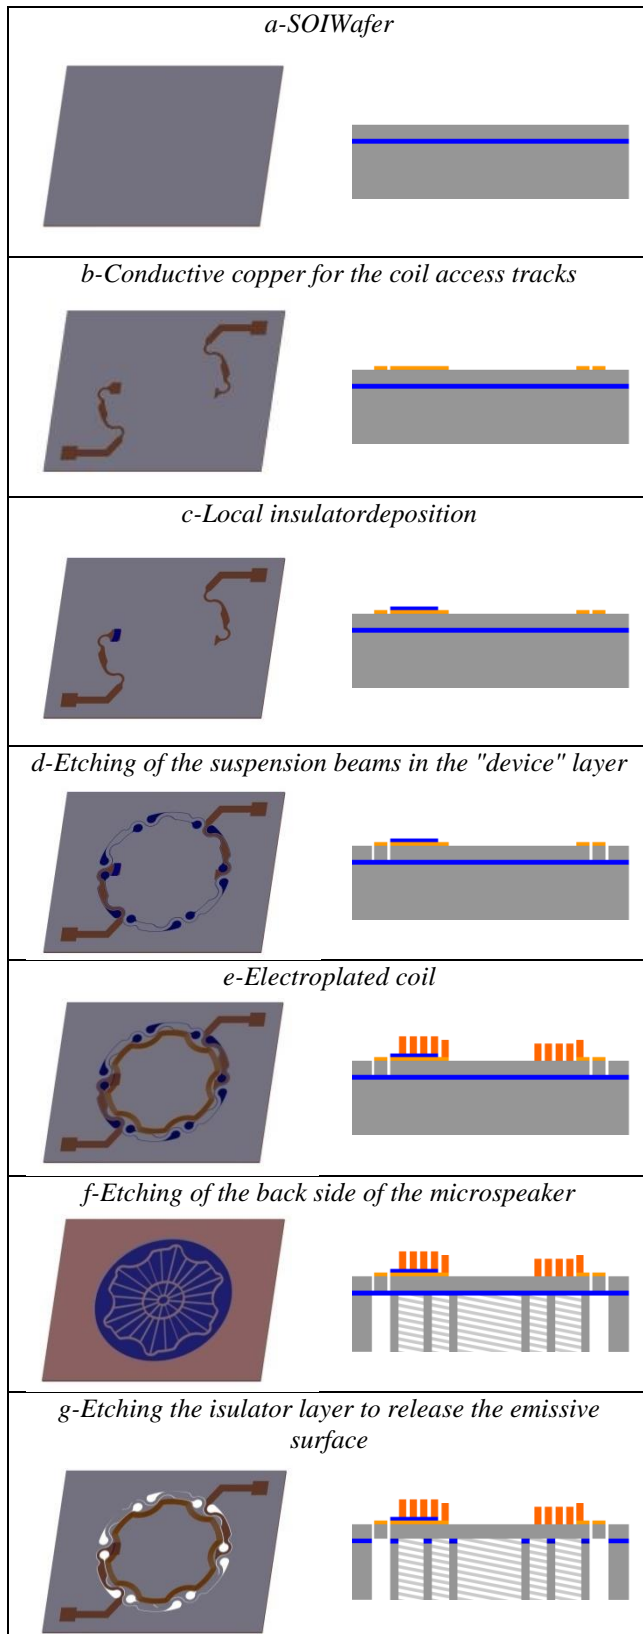 a-SOIWafer
b-Conductive copper for the coil access tracks
c-Local insulatordeposition
d-Etching of the suspension beams in the "device" layer
e-Electroplated coil
f-Etching of the back side of the microspeaker
g-Etching the isulator layer to release the emissive
surface